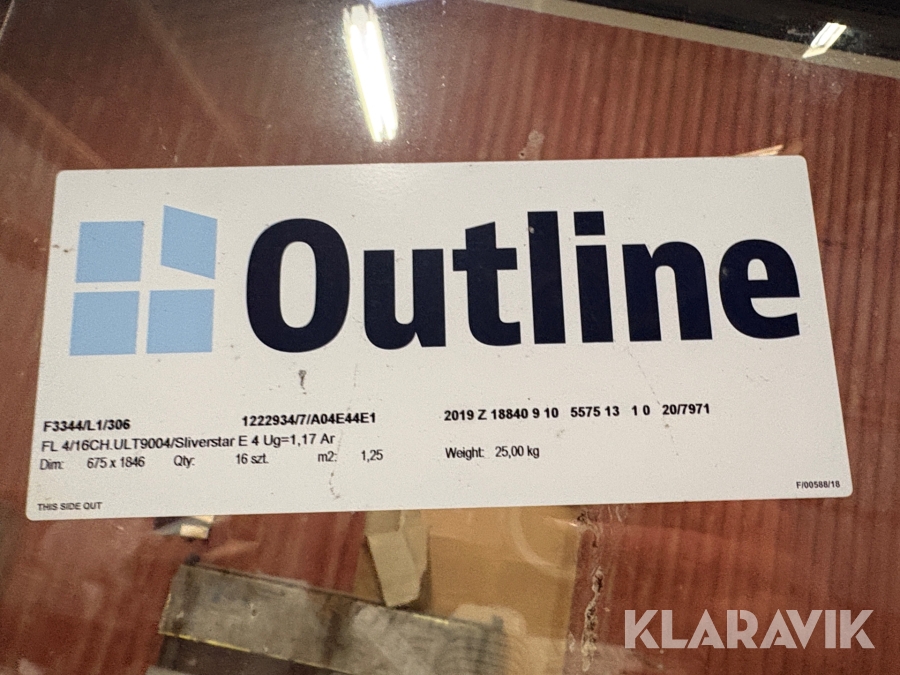 Outline
F3344/L1/306 1222934/7/A04E44E1 2019 Z 18840 9 10 5575 13 1 0 20/7971
FL 4/16CH.ULT9004/Sliverstar E 4 Ug=1,17 Ar
Dim: 675 x 1846 Qty: 16 szt. m2: 1,25 Weight: 25,00 kg
THIS SIDE OUT F/00588/18
KLARAVIK